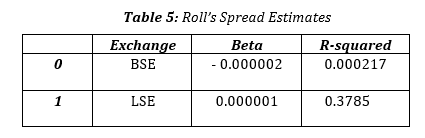 Table 5: Roll's Spread Estimates
Exchange Beta R-squared
0 BSE - 0.000002 0.000217
1 LSE 0.000001 0.3785